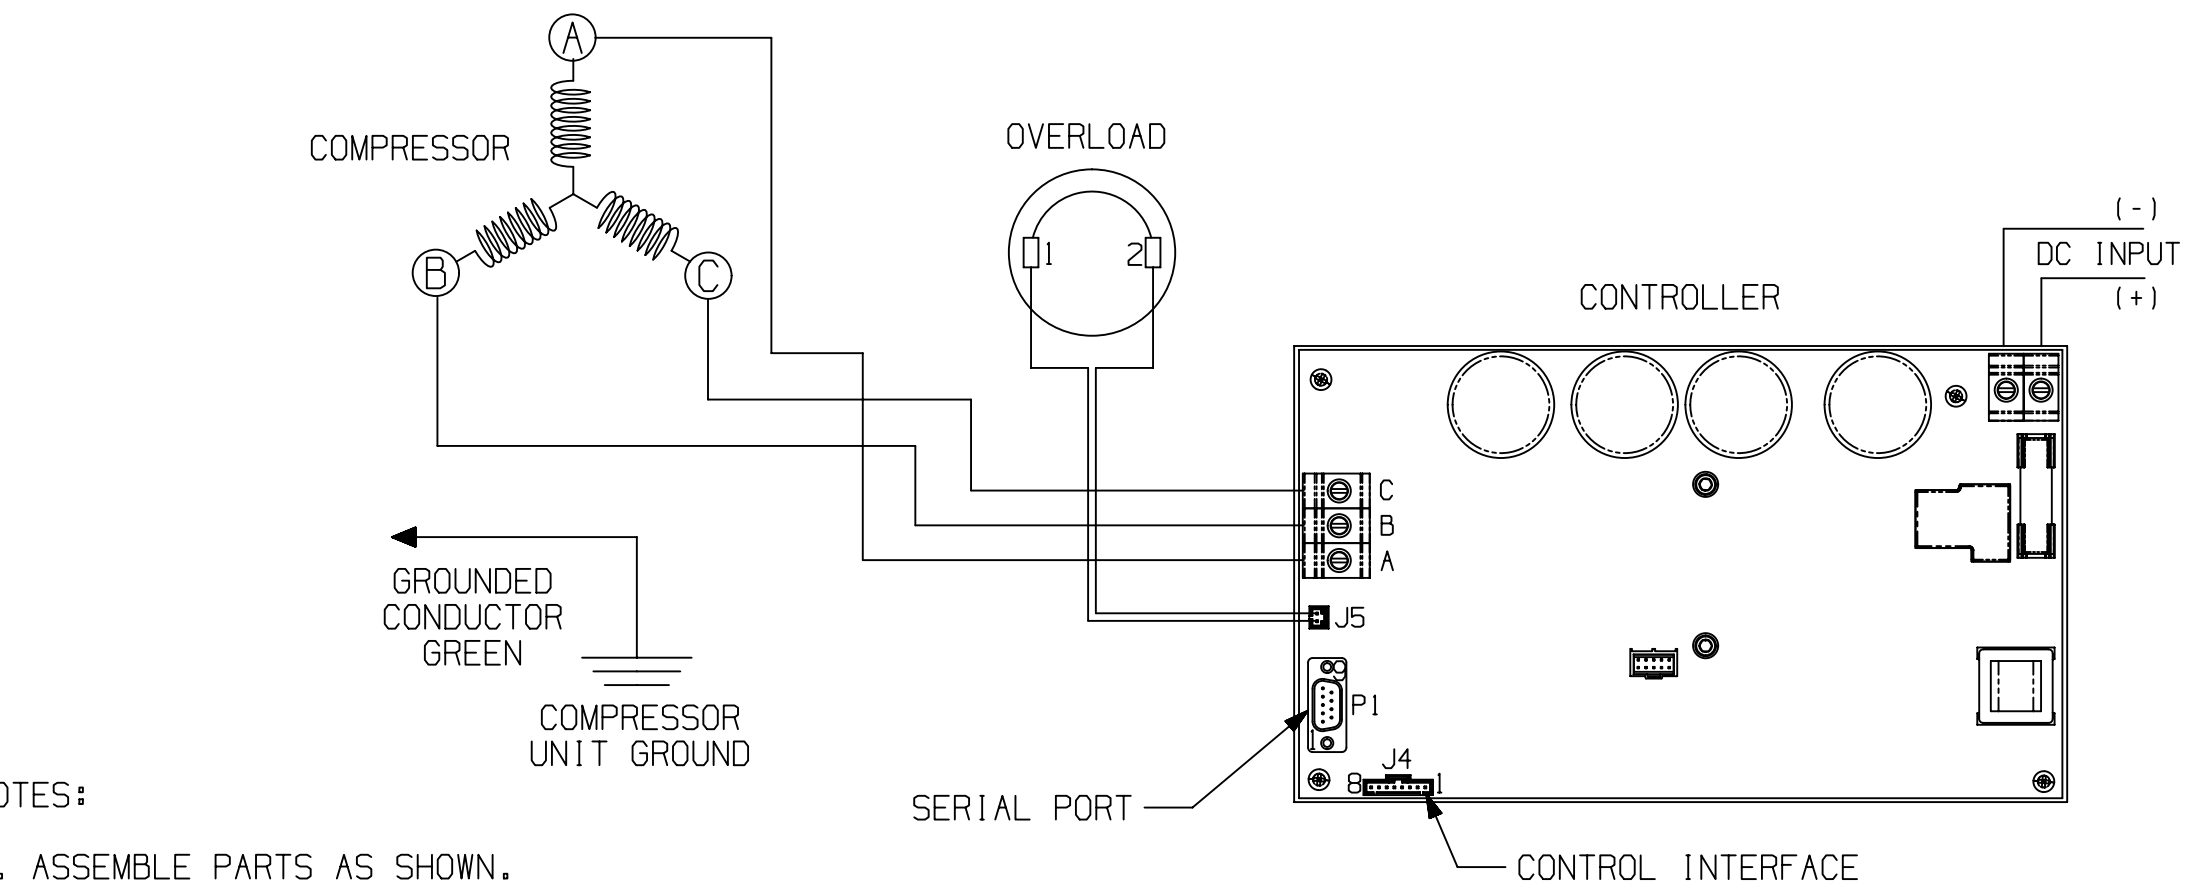 A
COMPRESSOR
B
C
OVERLOAD
1 2
(-)
DC INPUT
(+)
CONTROLLER
C
B
A
J5
GROUNDED
CONDUCTOR
GREEN
COMPRESSOR
UNIT GROUND
9
P1
1
J4
8 1
SERIAL PORT
CONTROL INTERFACE
OTES:
. ASSEMBLE PARTS AS SHOWN.